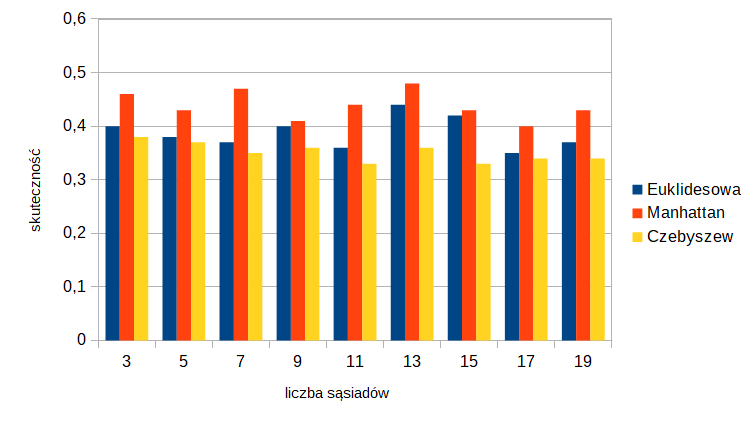 0,6
0,5
0,4
0,3
0,2
0,1
0
skuteczność
3 5 7 9 11 13 15 17 19
liczba sąsiadów
Euklidesowa
Manhattan
Czebyszew